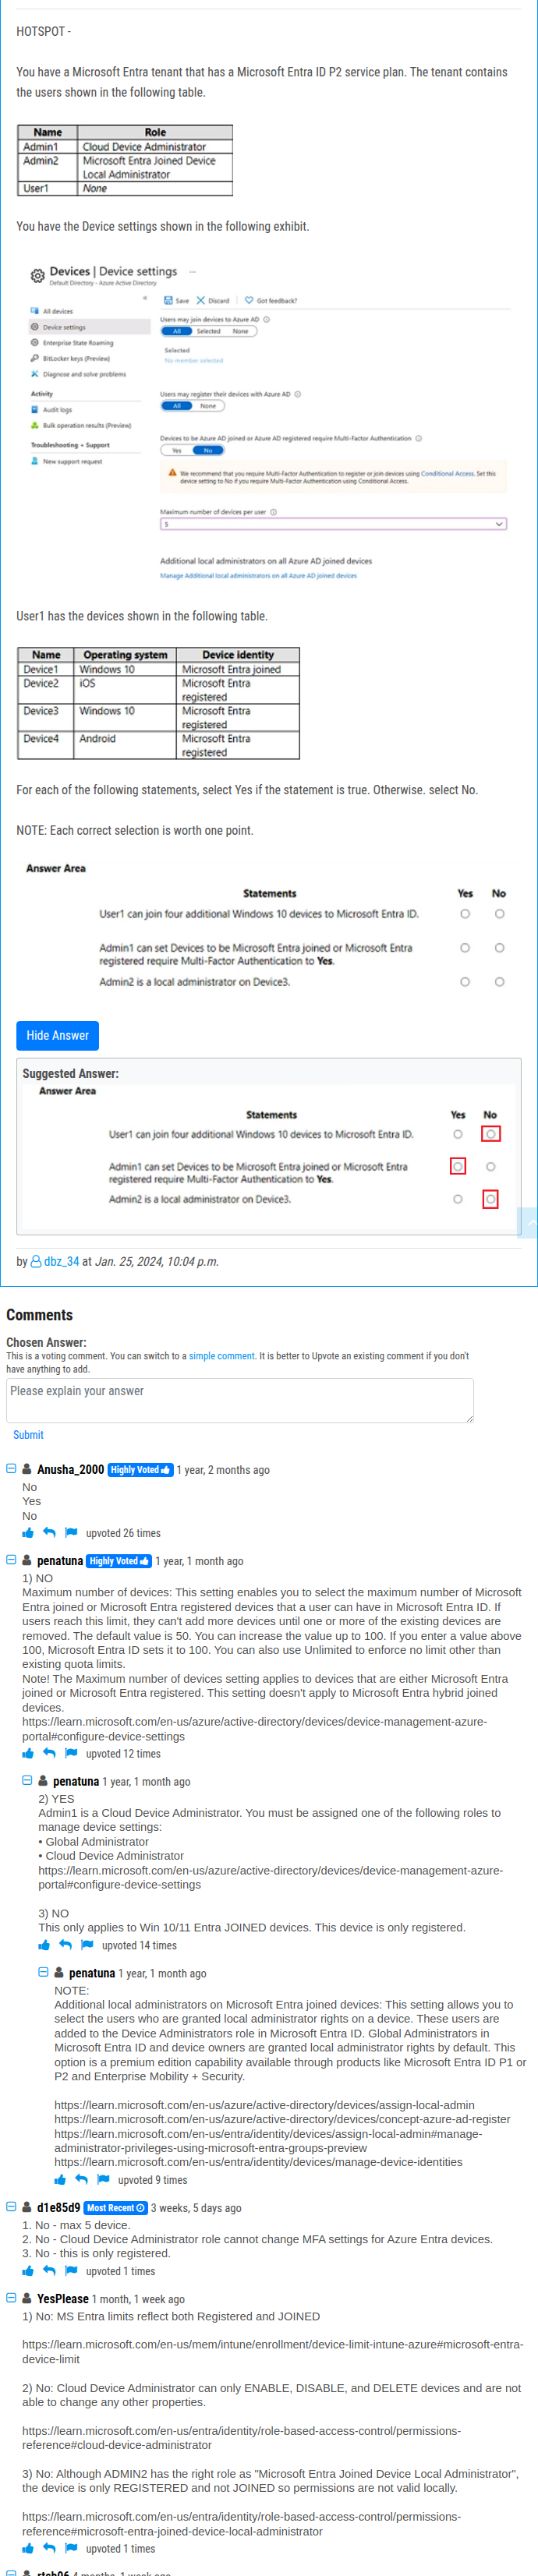 HOTSPOT -
You have a Microsoft Entra tenant that has a Microsoft Entra ID P2 service plan. The tenant contains
the users shown in the following table.
Name Role
Admin1 Cloud Device Administrator
Admin2 Microsoft Entra Joined Device
Local Administrator
User1 None
You have the Device settings shown in the following exhibit.
Devices | Device settings ...
Default Directory - Azure Active Directory
«
Save Discard Got feedback?
All devices
Users may join devices to Azure AD
All Selected None
Device settings
Enterprise State Roaming
Selected
No member selected
BitLocker keys (Preview)
Diagnose and solve problems
Activity
Users may register their devices with Azure AD
All None
Audit logs
Bulk operation results (Preview)
Devices to be Azure AD joined or Azure AD registered require Multi-Factor Authentication
Yes No
Troubleshooting + Support
New support request
We recommend that you require Multi-Factor Authentication to register or join devices using Conditional Access. Set this
device setting to No if you require Multi-Factor Authentication using Conditional Access.
Maximum number of devices per user
5
Additional local administrators on all Azure AD joined devices
Manage Additional local administrators on all Azure AD joined devices
User1 has the devices shown in the following table.
Name Operating system Device identity
Device1 Windows 10 Microsoft Entra joined
Device2 iOS Microsoft Entra
registered
Device3 Windows 10 Microsoft Entra
registered
Device4 Android Microsoft Entra
registered
For each of the following statements, select Yes if the statement is true. Otherwise. select No.
NOTE: Each correct selection is worth one point.
Answer Area
Statements Yes No
User1 can join four additional Windows 10 devices to Microsoft Entra ID.
Admin1 can set Devices to be Microsoft Entra joined or Microsoft Entra
registered require Multi-Factor Authentication to Yes.
Admin2 is a local administrator on Device3.
Hide Answer
Suggested Answer:
Answer Area
Statements Yes No
User1 can join four additional Windows 10 devices to Microsoft Entra ID.
Admin1 can set Devices to be Microsoft Entra joined or Microsoft Entra
registered require Multi-Factor Authentication to Yes.
Admin2 is a local administrator on Device3.
by dbz_34 at Jan. 25, 2024, 10:04 p.m.
Comments
Chosen Answer:
This is a voting comment. You can switch to a simple comment. It is better to Upvote an existing comment if you don't
have anything to add.
Please explain your answer
Submit
Anusha_2000 Highly Voted 1 year, 2 months ago
No
Yes
No
upvoted 26 times
penatuna Highly Voted 1 year, 1 month ago
1) NO
Maximum number of devices: This setting enables you to select the maximum number of Microsoft
Entra joined or Microsoft Entra registered devices that a user can have in Microsoft Entra ID. If
users reach this limit, they can't add more devices until one or more of the existing devices are
removed. The default value is 50. You can increase the value up to 100. If you enter a value above
100, Microsoft Entra ID sets it to 100. You can also use Unlimited to enforce no limit other than
existing quota limits.
Note! The Maximum number of devices setting applies to devices that are either Microsoft Entra
joined or Microsoft Entra registered. This setting doesn't apply to Microsoft Entra hybrid joined
devices.
https://learn.microsoft.com/en-us/azure/active-directory/devices/device-management-azure-
portal#configure-device-settings
upvoted 12 times
penatuna 1 year, 1 month ago
2) YES
Admin1 is a Cloud Device Administrator. You must be assigned one of the following roles to
manage device settings:
• Global Administrator
• Cloud Device Administrator
https://learn.microsoft.com/en-us/azure/active-directory/devices/device-management-azure-
portal#configure-device-settings
3) NO
This only applies to Win 10/11 Entra JOINED devices. This device is only registered.
upvoted 14 times
penatuna 1 year, 1 month ago
NOTE:
Additional local administrators on Microsoft Entra joined devices: This setting allows you to
select the users who are granted local administrator rights on a device. These users are
added to the Device Administrators role in Microsoft Entra ID. Global Administrators in
Microsoft Entra ID and device owners are granted local administrator rights by default. This
option is a premium edition capability available through products like Microsoft Entra ID P1 or
P2 and Enterprise Mobility + Security.
https://learn.microsoft.com/en-us/azure/active-directory/devices/assign-local-admin
https://learn.microsoft.com/en-us/azure/active-directory/devices/concept-azure-ad-register
https://learn.microsoft.com/en-us/entra/identity/devices/assign-local-admin#manage-
administrator-privileges-using-microsoft-entra-groups-preview
https://learn.microsoft.com/en-us/entra/identity/devices/manage-device-identities
upvoted 9 times
d1e85d9 Most Recent 3 weeks, 5 days ago
1. No - max 5 device.
2. No - Cloud Device Administrator role cannot change MFA settings for Azure Entra devices.
3. No - this is only registered.
upvoted 1 times
YesPlease 1 month, 1 week ago
1) No: MS Entra limits reflect both Registered and JOINED
https://learn.microsoft.com/en-us/mem/intune/enrollment/device-limit-intune-azure#microsoft-entra-
device-limit
2) No: Cloud Device Administrator can only ENABLE, DISABLE, and DELETE devices and are not
able to change any other properties.
https://learn.microsoft.com/en-us/entra/identity/role-based-access-control/permissions-
reference#cloud-device-administrator
3) No: Although ADMIN2 has the right role as "Microsoft Entra Joined Device Local Administrator",
the device is only REGISTERED and not JOINED so permissions are not valid locally.
https://learn.microsoft.com/en-us/entra/identity/role-based-access-control/permissions-
reference#microsoft-entra-joined-device-local-administrator
upvoted 1 times